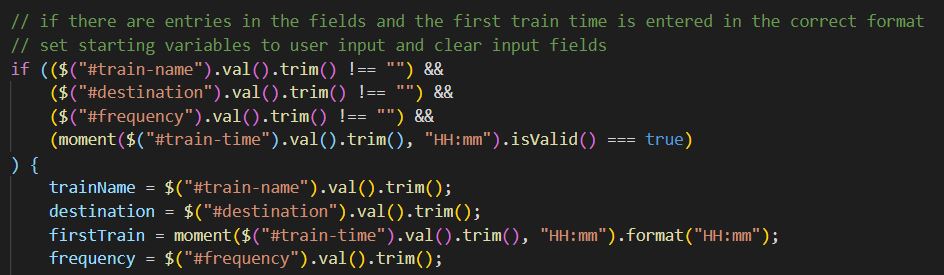 // if there are entries in the fields and the first train time is entered in the correct format
// set starting variables to user input and clear input fields
if (($("#train-name").val().trim() !== "") &&
    ($("#destination").val().trim() !== "") &&
    ($("#frequency").val().trim() !== "") &&
    (moment($("#train-time").val().trim(), "HH:mm").isValid() === true)
) {
    trainName = $("#train-name").val().trim();
    destination = $("#destination").val().trim();
    firstTrain = moment($("#train-time").val().trim(), "HH:mm").format("HH:mm");
    frequency = $("#frequency").val().trim();